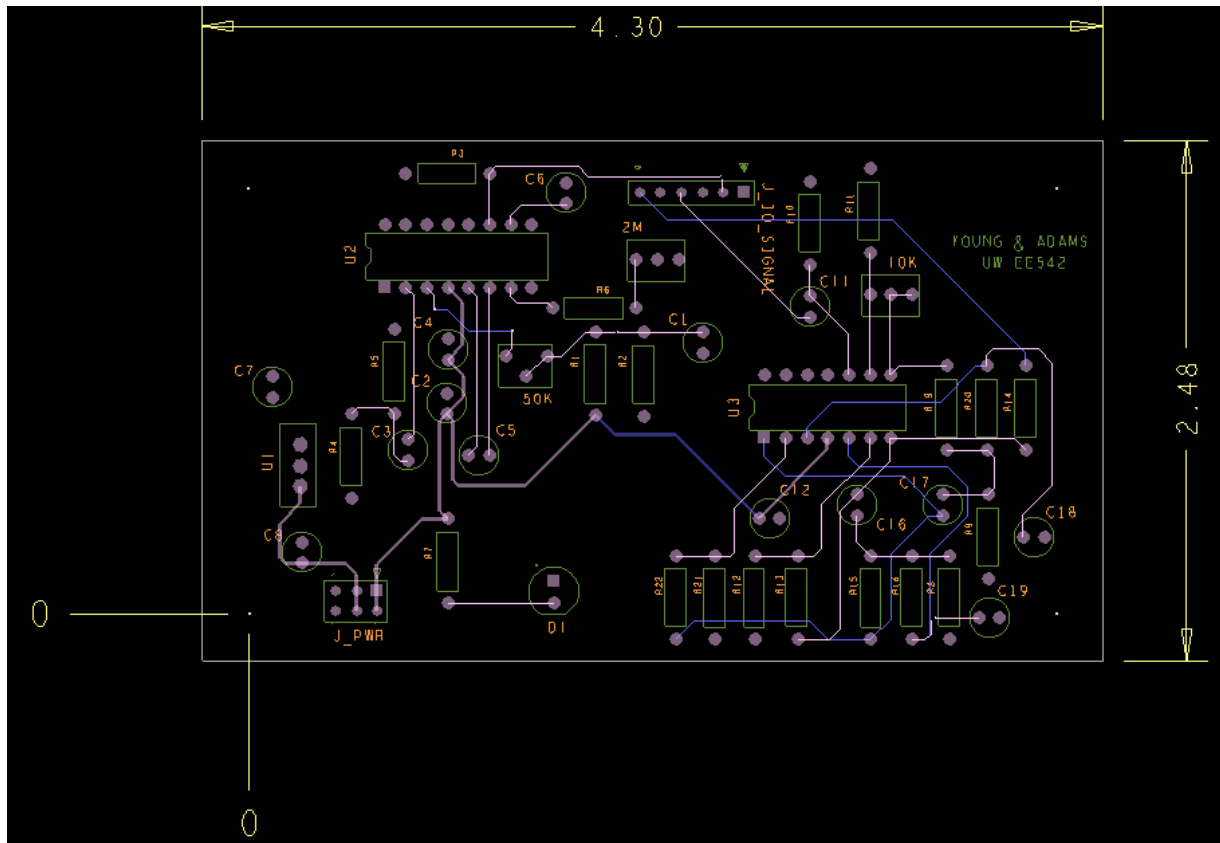 4.30
R3
C6
J_IO_SIGNAL
R10
R11
2M
YOUNG & ADAMS
UW EE542
U2
10K
C11
R6
C4
C1
R5
R1
R2
C7
50K
C2
2.48
U3
R19
R20
R14
C3
C5
R4
U1
C12
C17
C16
C18
C8
R7
R9
R22
R21
R12
R13
R15
R16
C19
0
D1
J_PWR
0